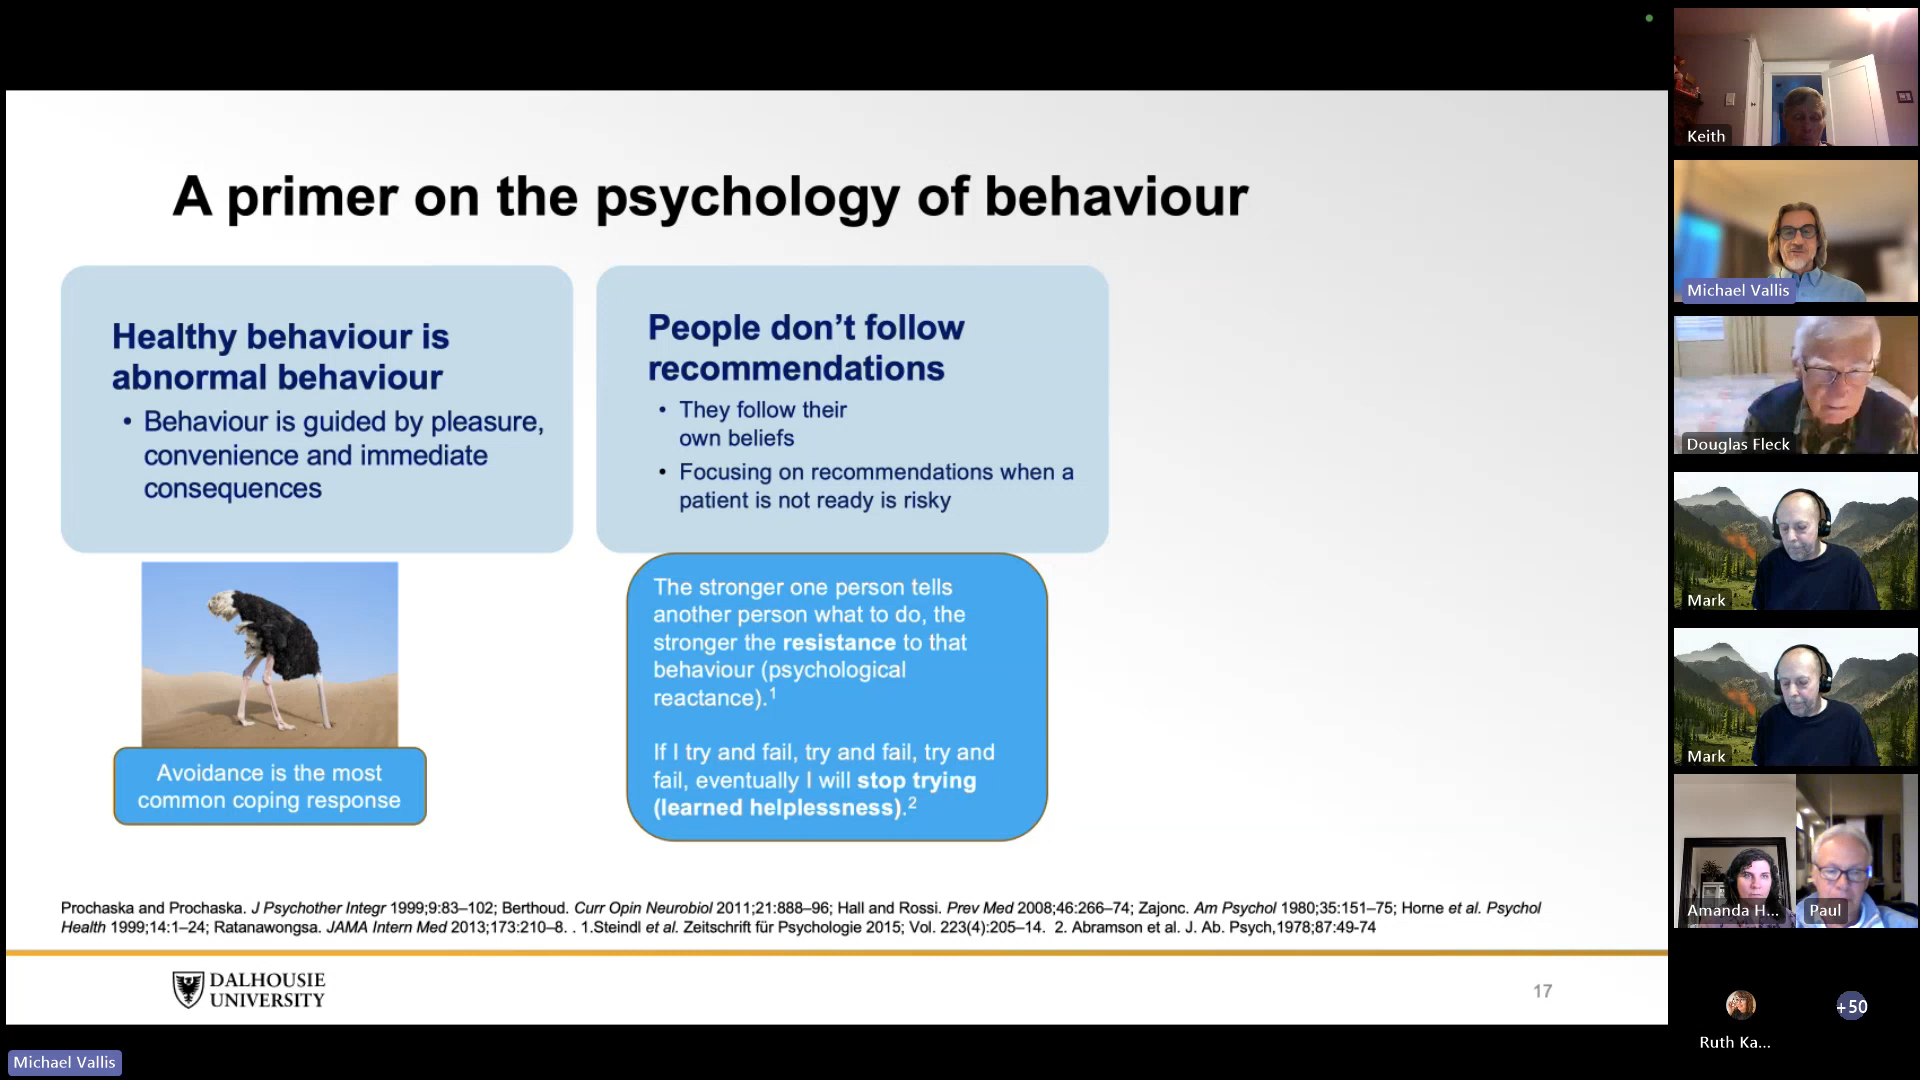 A primer on the psychology of behaviour
Healthy behaviour is
abnormal behaviour
• Behaviour is guided by pleasure,
convenience and immediate
consequences
People don’t follow
recommendations
• They follow their
own beliefs
• Focusing on recommendations when a
patient is not ready is risky
Avoidance is the most
common coping response
The stronger one person tells
another person what to do, the
stronger the resistance to that
behaviour (psychological
reactance).1
If I try and fail, try and fail, try and
fail, eventually I will stop trying
(learned helplessness).2
Prochaska and Prochaska. J Psychother Integr 1999;9:83–102; Berthoud. Curr Opin Neurobiol 2011;21:888–96; Hall and Rossi. Prev Med 2008;46:266–74; Zajonc. Am Psychol 1980;35:151–75; Horne et al. Psychol
Health 1999;14:1–24; Ratanawongsa. JAMA Intern Med 2013;173:210–8. . 1.Steindl et al. Zeitschrift für Psychologie 2015; Vol. 223(4):205–14. 2. Abramson et al. J. Ab. Psych,1978;87:49-74
DALHOUSIE
UNIVERSITY
17
Michael Vallis
Keith
Michael Vallis
Douglas Fleck
Mark
Mark
Amanda H...
Paul
Ruth Ka...
+50